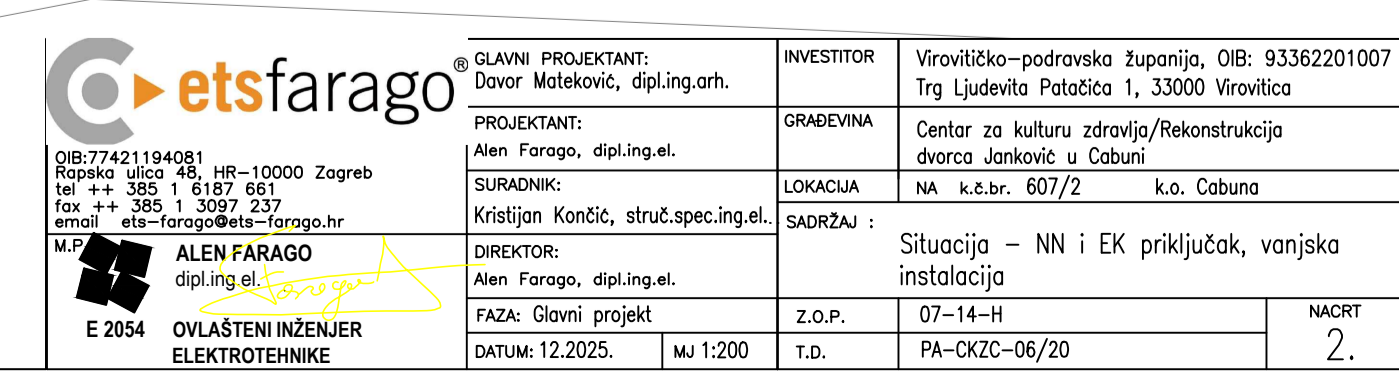 etsfarago®
OIB:77421194081
Rapska ulica 48, HR-10000 Zagreb
tel ++ 385 1 6187 661
fax ++ 385 1 3097 237
email ets-farago@ets-farago.hr
M.P.
ALEN FARAGO
dipl.ing.el.
E 2054
OVLAŠTENI INŽENJER
ELEKTROTEHNIKE
GLAVNI PROJEKTANT:
Davor Mateković, dipl.ing.arh.
PROJEKTANT:
Alen Farago, dipl.ing.el.
SURADNIK:
Kristijan Končić, struč.spec.ing.el..
DIREKTOR:
Alen Farago, dipl.ing.el.
FAZA: Glavni projekt
DATUM: 12.2025. MJ 1:200
INVESTITOR
Virovitičko-podravska županija, OIB: 93362201007
Trg Ljudevita Patačića 1, 33000 Virovitica
GRAĐEVINA
Centar za kulturu zdravlja/Rekonstrukcija
dvorca Janković u Cabuni
LOKACIJA
NA k.č.br. 607/2 k.o. Cabuna
SADRŽAJ :
Situacija - NN i EK priključak, vanjska
instalacija
Z.O.P. 07-14-H
T.D. PA-CKZC-06/20
NACRT
2.